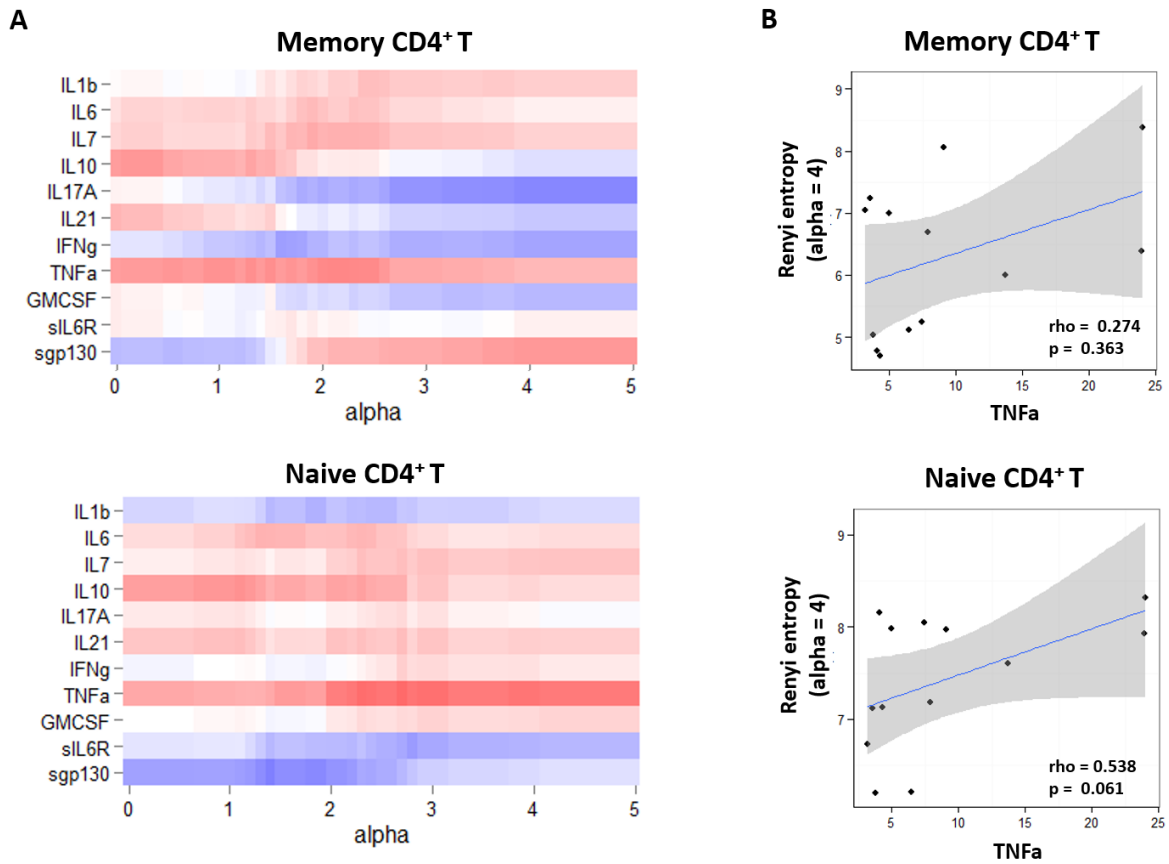 A
Memory CD4+ T
IL1b
IL6
IL7
IL10
IL17A
IL21
IFNg
TNFa
GMCSF
sIL6R
sgp130
0 1 2 3 4 5
alpha
Naive CD4+ T
IL1b
IL6
IL7
IL10
IL17A
IL21
IFNg
TNFa
GMCSF
sIL6R
sgp130
0 1 2 3 4 5
alpha
B
Memory CD4+ T
Renyi entropy
(alpha = 4)
9
8
7
6
5
rho = 0.274
p = 0.363
5 10 15 20 25
TNFa
Naive CD4+ T
Renyi entropy
(alpha = 4)
9
8
7
rho = 0.538
p = 0.061
5 10 15 20 25
TNFa